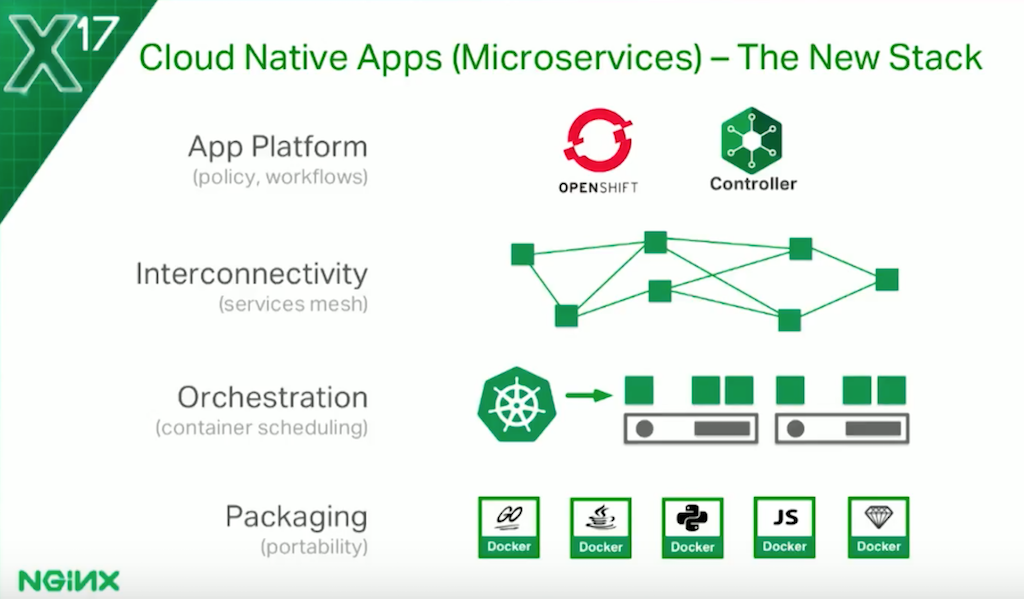 X17
Cloud Native Apps (Microservices) – The New Stack
App Platform
(policy, workflows)
OPENSHIFT
Controller
Interconnectivity
(services mesh)
Orchestration
(container scheduling)
Packaging
(portability)
GO
JS
Docker
Docker
Docker
Docker
Docker
NGINX